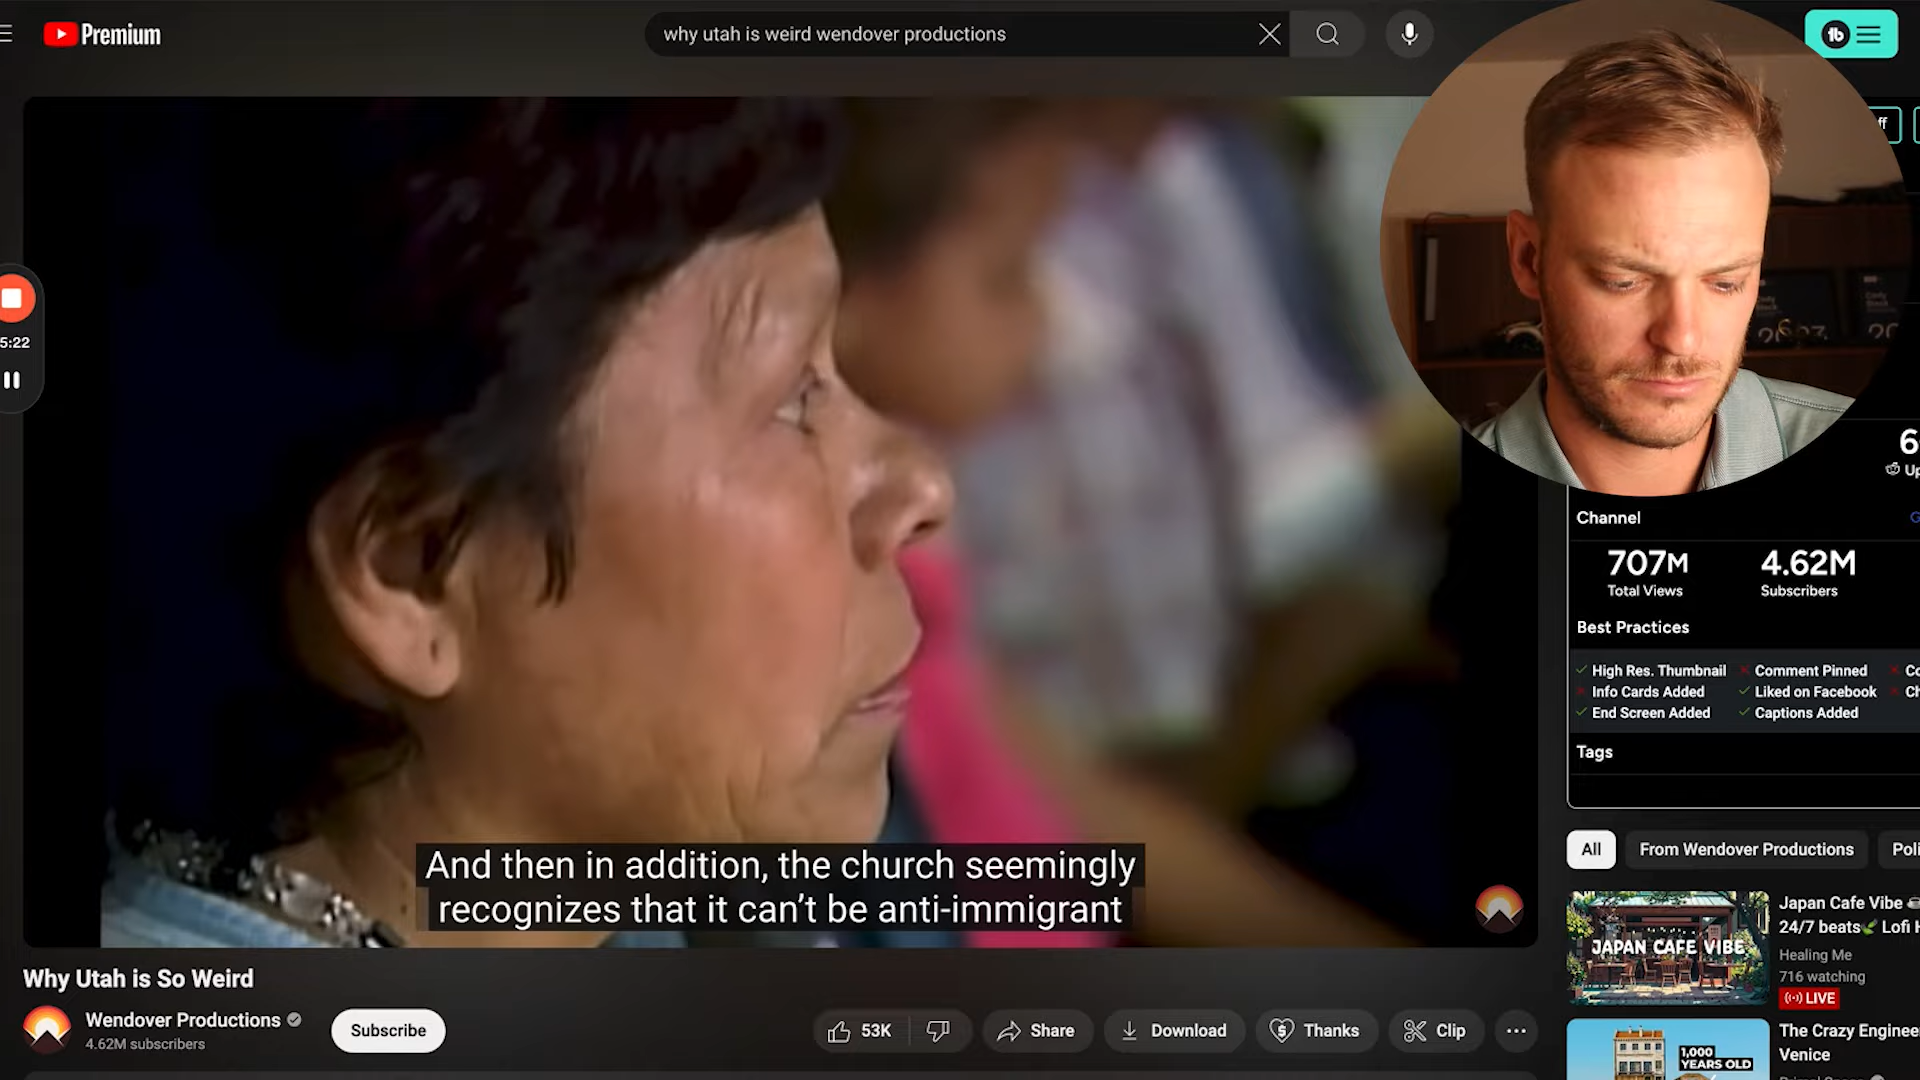 Premium
why utah is weird wendover productions
tb
ff
5:22
And then in addition, the church seemingly
recognizes that it can't be anti-immigrant
Channel
707M
4.62M
Total Views
Subscribers
Best Practices
High Res. Thumbnail
Comment Pinned
Info Cards Added
Liked on Facebook
End Screen Added
Captions Added
Tags
All
From Wendover Productions
Why Utah is So Weird
Wendover Productions
4.62M subscribers
Subscribe
53K
Share
Download
Thanks
Clip
JAPAN CAFE VIBE
Japan Cafe Vibe
24/7 beats Lofi
Healing Me
716 watching
LIVE
1,000
YEARS OLD
The Crazy Enginee
Venice